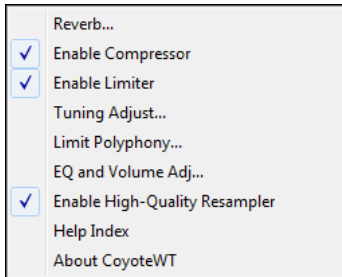 Reverb...
Enable Compressor
Enable Limiter
Tuning Adjust...
Limit Polyphony...
EQ and Volume Adj...
Enable High-Quality Resampler
Help Index
About CoyoteWT